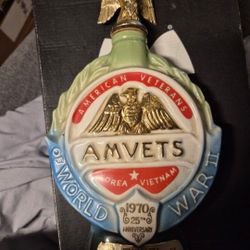 AMERICAN VETERANS
AMVETS
KOREA ★ VIETNAM
OF WORLD WAR II
1970
25TH
ANNIVERSARY